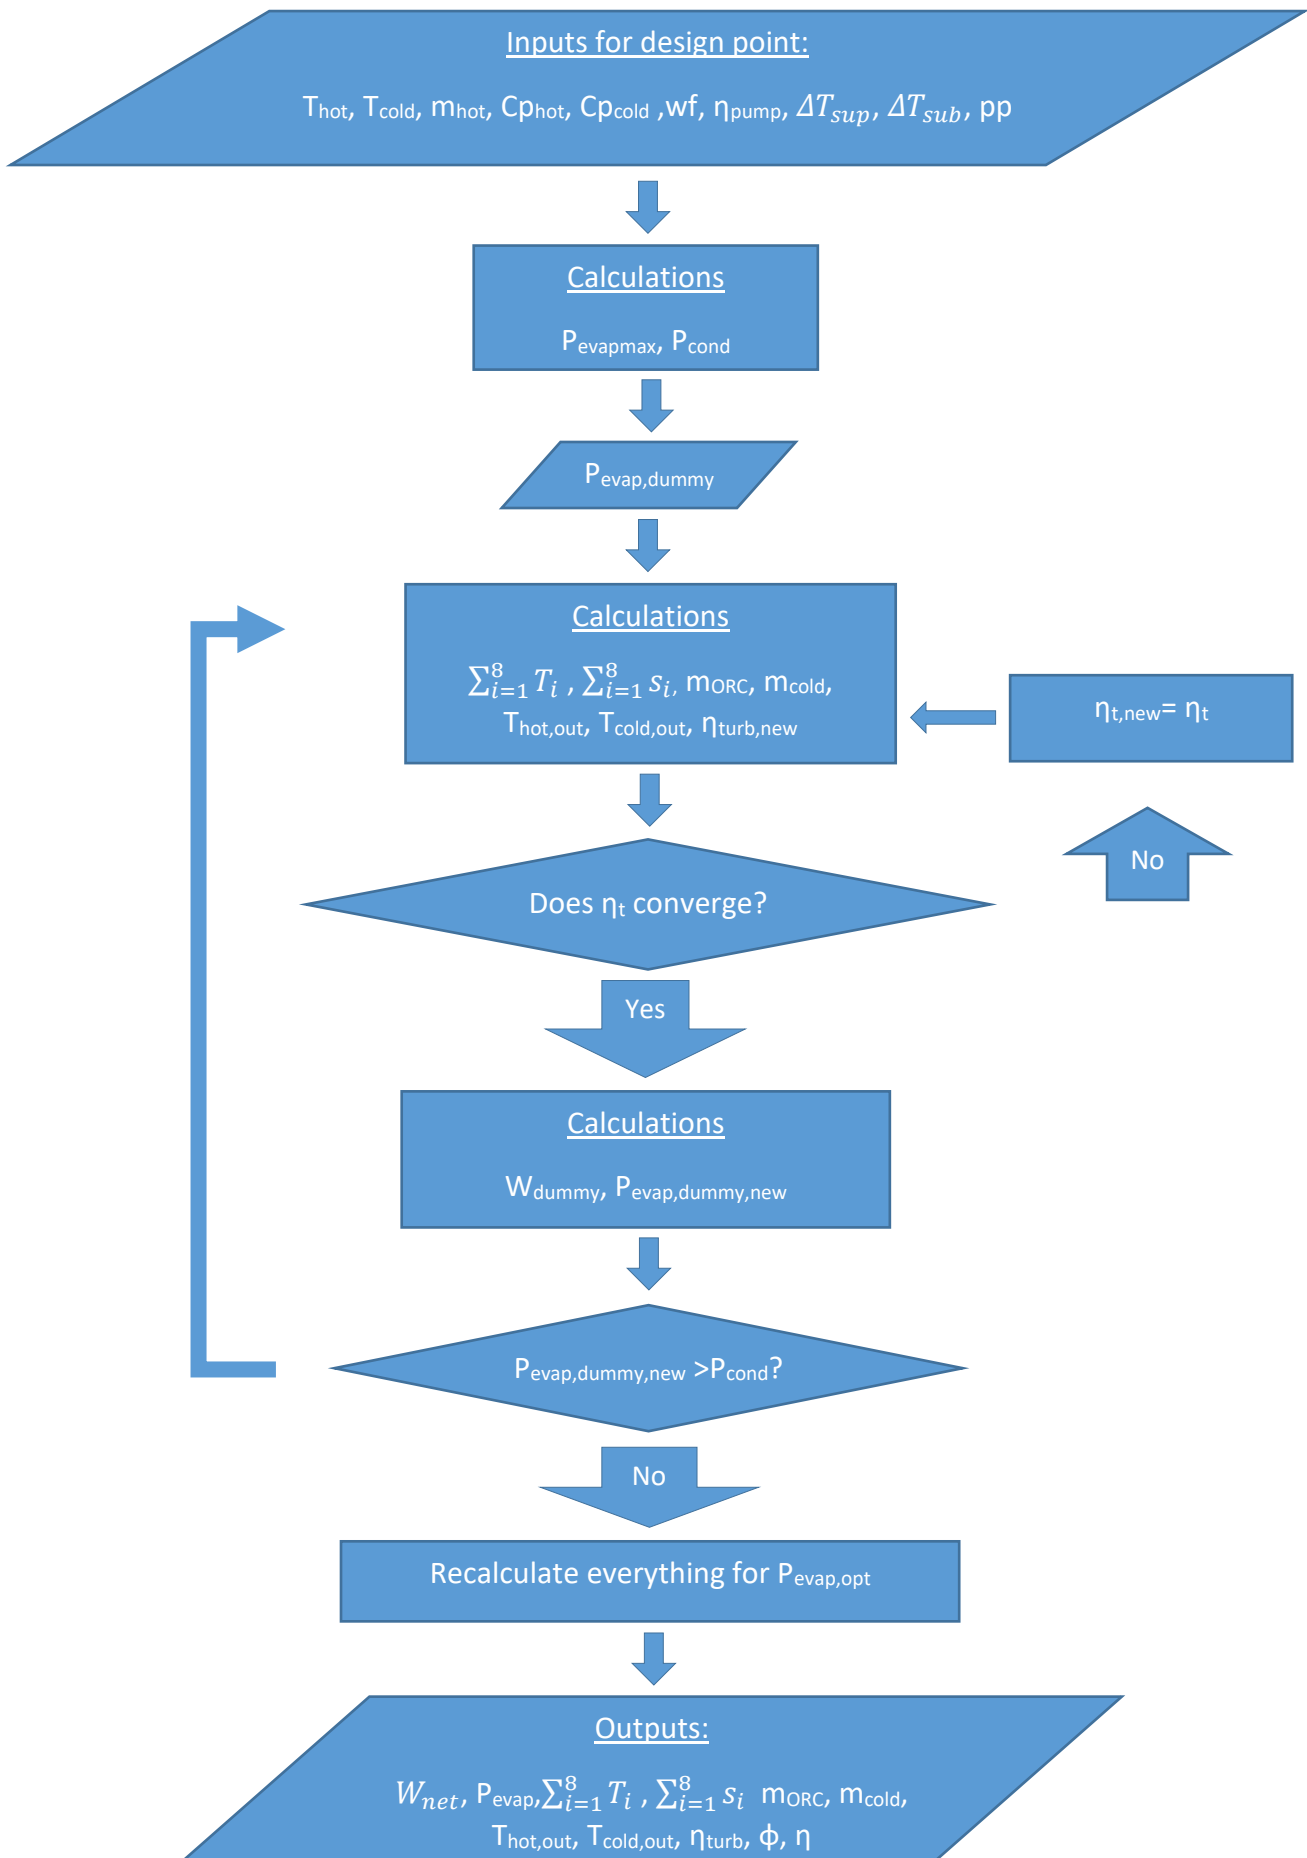 Inputs for design point:
Thot, Tcold, mhot, Cphot, Cpcold ,wf, ηpump, ΔTsup, ΔTsub, pp
Calculations
Pevapmax, Pcond
Pevap,dummy
Calculations
∑⁸ᵢ₌₁ Tᵢ , ∑⁸ᵢ₌₁ sᵢ, mORC, mcold,
Thot,out, Tcold,out, ηturb,new
ηt,new= ηt
Does ηt converge?
No
Yes
Calculations
Wdummy, Pevap,dummy,new
Pevap,dummy,new >Pcond?
No
Recalculate everything for Pevap,opt
Outputs:
Wnet, Pevap,∑⁸ᵢ₌₁ Tᵢ , ∑⁸ᵢ₌₁ sᵢ mORC, mcold,
Thot,out, Tcold,out, ηturb, ϕ, η